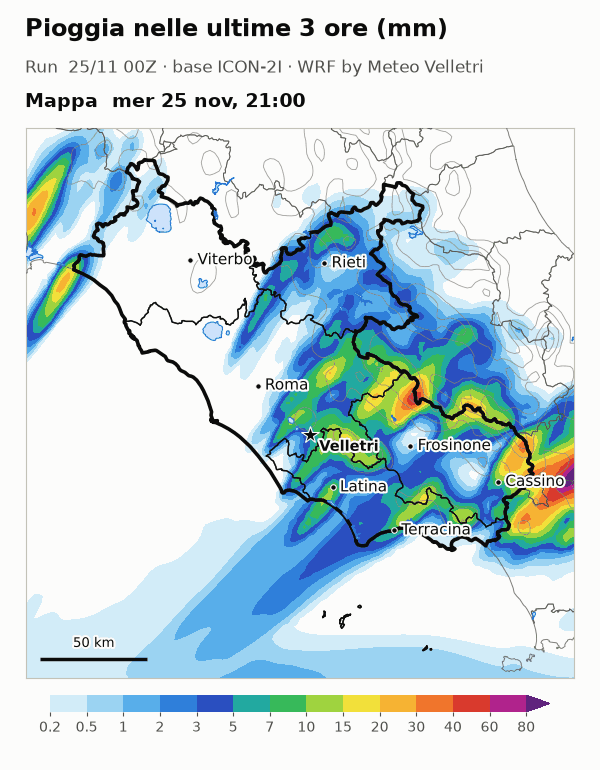 Pioggia nelle ultime 3 ore (mm)
Run  25/11 00Z · base ICON-2I · WRF by Meteo Velletri
Mappa  mer 25 nov, 21:00
Viterbo
Rieti
Roma
Velletri
Frosinone
Latina
Cassino
Terracina
50 km
0.2 0.5 1 2 3 5 7 10 15 20 30 40 60 80